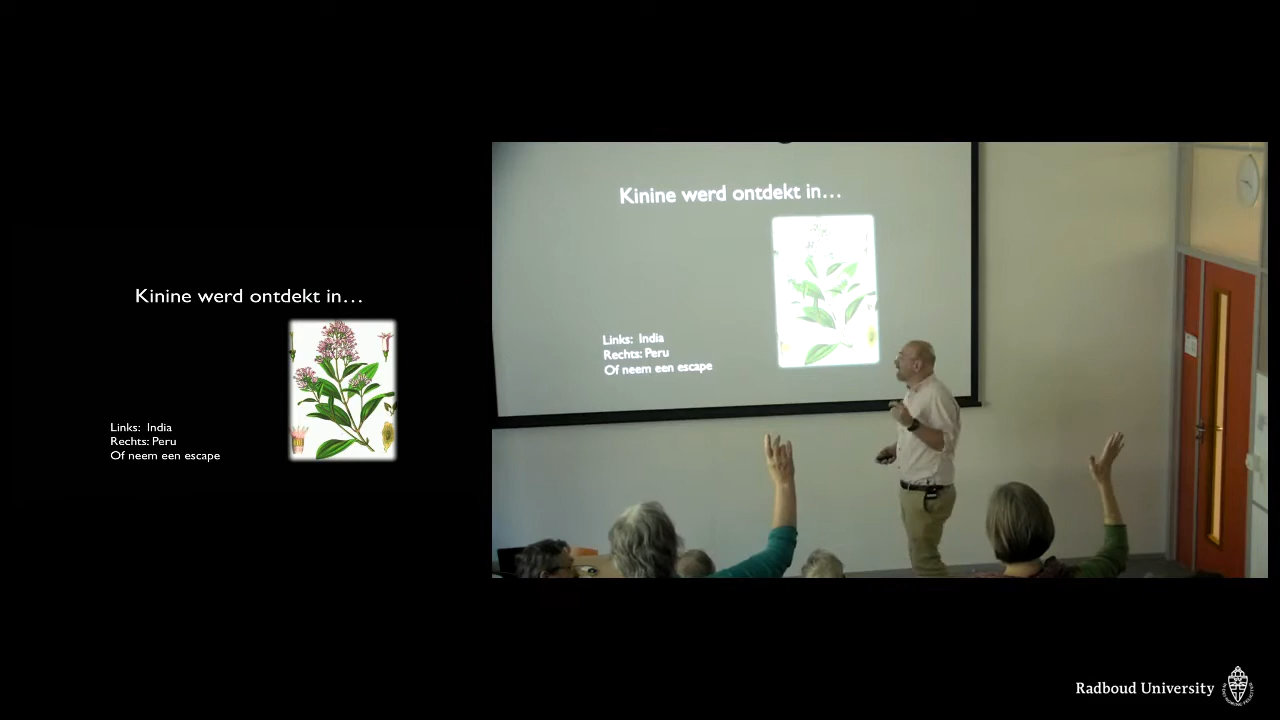 Kinine werd ontdekt in...
Links: India
Rechts: Peru
Of neem een escape
Kinine werd ontdekt in...
Links: India
Rechts: Peru
Of neem een escape
Radboud University